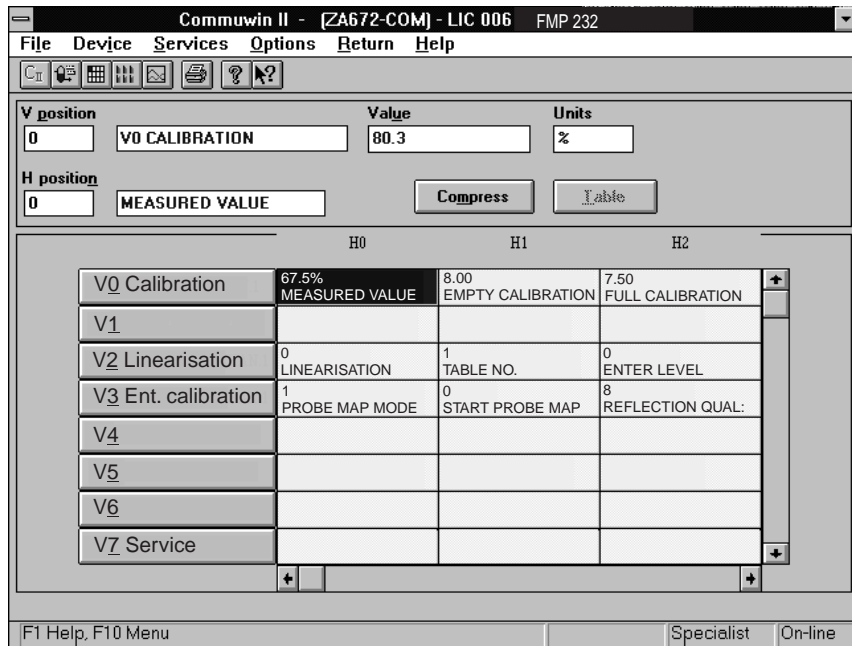 Commuwin II - [ZA672-COM] - LIC 006 FMP 232
File Device Services Options Return Help
V position Value Units
0 V0 CALIBRATION 80.3 %
H position
0 MEASURED VALUE Compress Table
H0 H1 H2
V0 Calibration 67.5% MEASURED VALUE 8.00 EMPTY CALIBRATION 7.50 FULL CALIBRATION
V1
V2 Linearisation 0 LINEARISATION 1 TABLE NO. 0 ENTER LEVEL
V3 Ent. calibration 1 PROBE MAP MODE 0 START PROBE MAP 8 REFLECTION QUAL:
V4
V5
V6
V7 Service
F1 Help, F10 Menu Specialist On-line